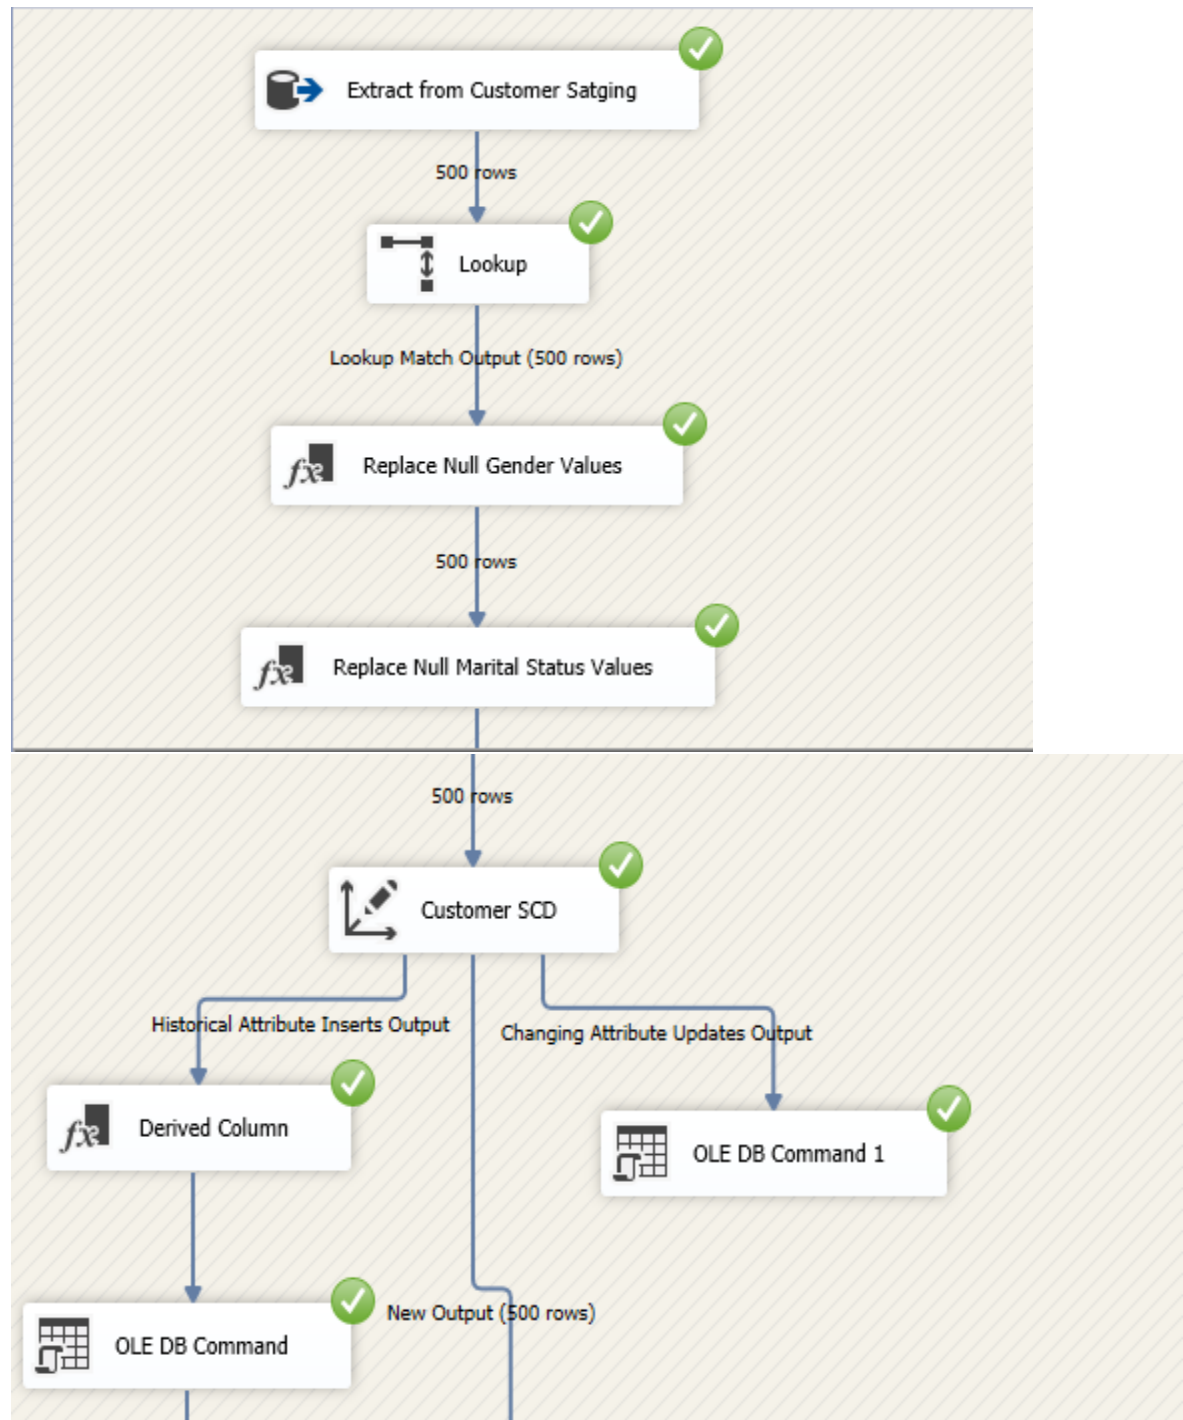 Extract from Customer Satging
500 rows
Lookup
Lookup Match Output (500 rows)
Replace Null Gender Values
500 rows
Replace Null Marital Status Values
500 rows
Customer SCD
Historical Attribute Inserts Output
Changing Attribute Updates Output
Derived Column
OLE DB Command 1
New Output (500 rows)
OLE DB Command